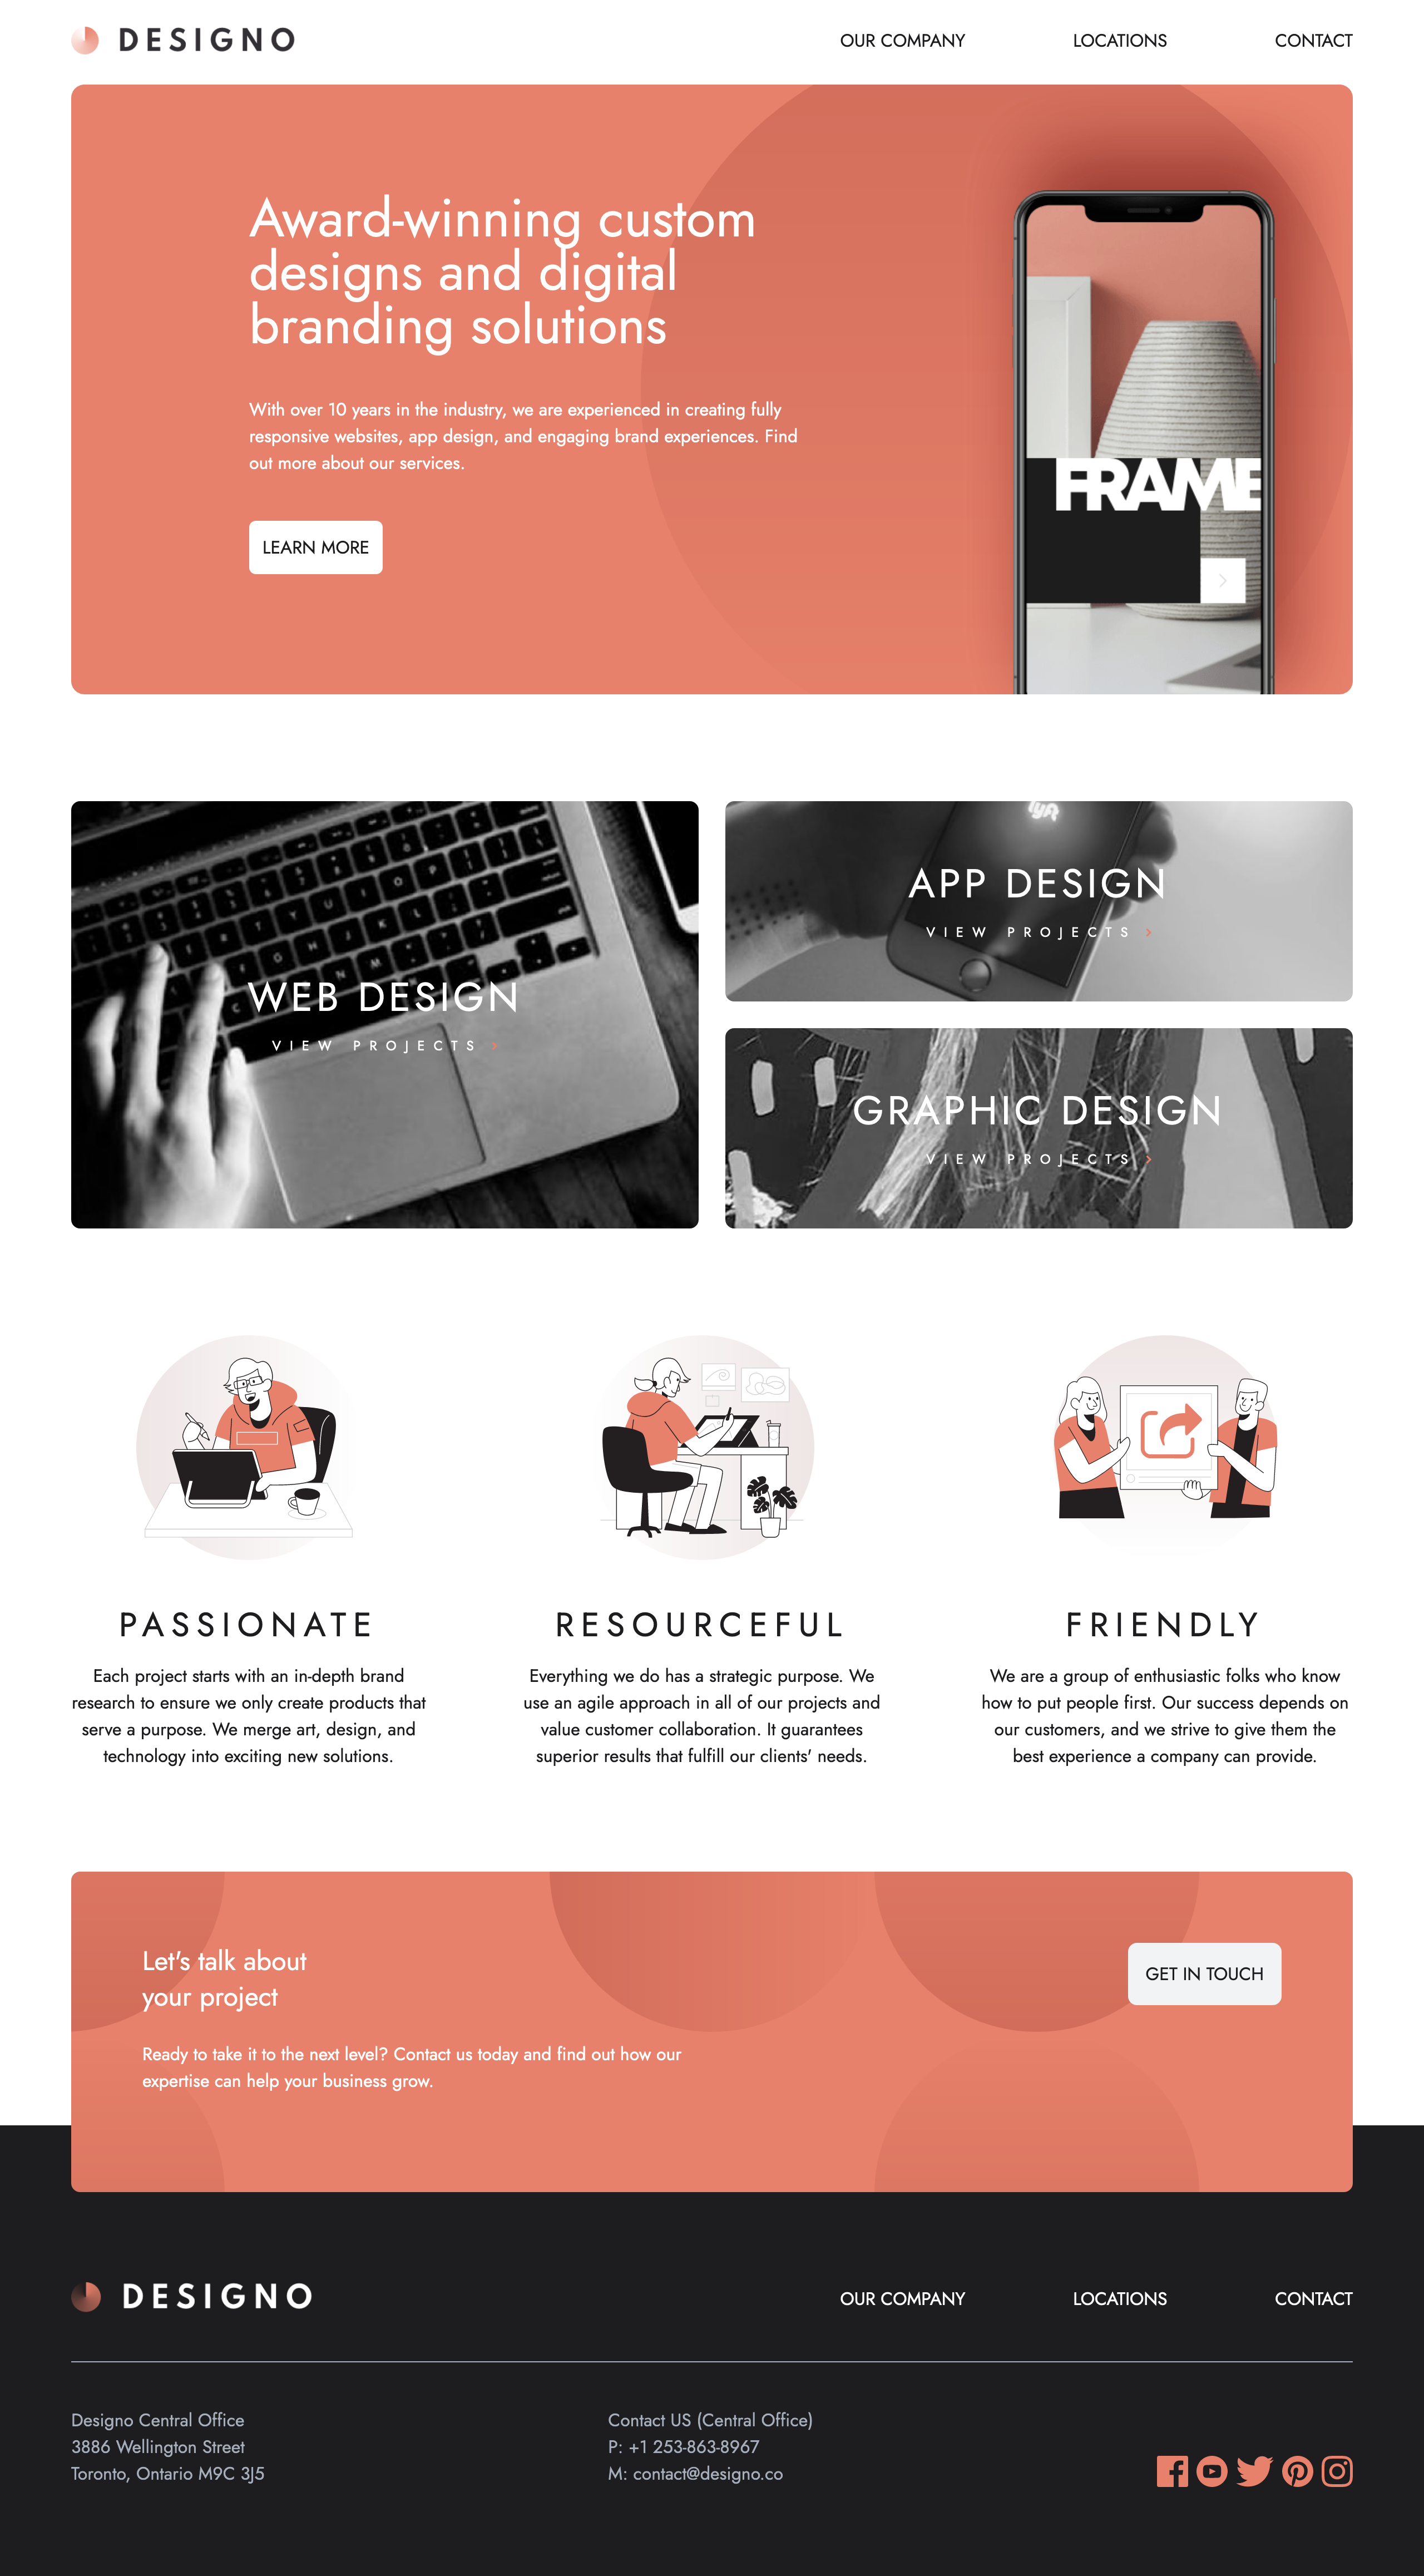 DESIGNO
OUR COMPANY
LOCATIONS
CONTACT
Award-winning custom
designs and digital
branding solutions
With over 10 years in the industry, we are experienced in creating fully
responsive websites, app design, and engaging brand experiences. Find
out more about our services.
LEARN MORE
FRAME
WEB DESIGN
VIEW PROJECTS
lyft
APP DESIGN
VIEW PROJECTS
GRAPHIC DESIGN
VIEW PROJECTS
PASSIONATE
Each project starts with an in-depth brand
research to ensure we only create products that
serve a purpose. We merge art, design, and
technology into exciting new solutions.
RESOURCEFUL
Everything we do has a strategic purpose. We
use an agile approach in all of our projects and
value customer collaboration. It guarantees
superior results that fulfill our clients' needs.
FRIENDLY
We are a group of enthusiastic folks who know
how to put people first. Our success depends on
our customers, and we strive to give them the
best experience a company can provide.
Let's talk about
your project
Ready to take it to the next level? Contact us today and find out how our
expertise can help your business grow.
GET IN TOUCH
DESIGNO
OUR COMPANY
LOCATIONS
CONTACT
Designo Central Office
3886 Wellington Street
Toronto, Ontario M9C 3J5
Contact US (Central Office)
P: +1 253-863-8967
M: contact@designo.co